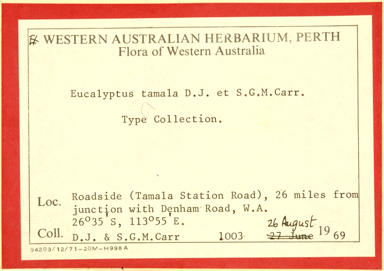 Ex WESTERN AUSTRALIAN HERBARIUM, PERTH
Flora of Western Australia
Eucalyptus tamala D.J. et S.G.M.Carr.
Type Collection.
Loc. Roadside (Tamala Station Road), 26 miles from
junction with Denham Road, W.A.
26°35 S, 113°55 E.
26 August
Coll. D.J. & S.G.M.Carr 1003 27 June 19 69
94203/12/71-20M-H998A